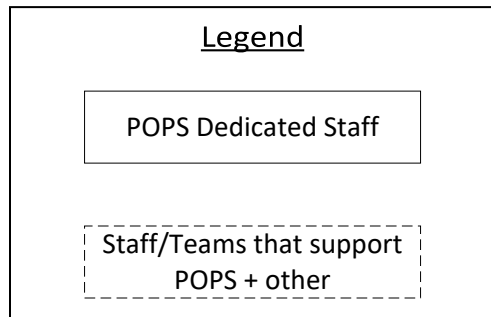 Legend
POPS Dedicated Staff
Staff/Teams that support
POPS + other